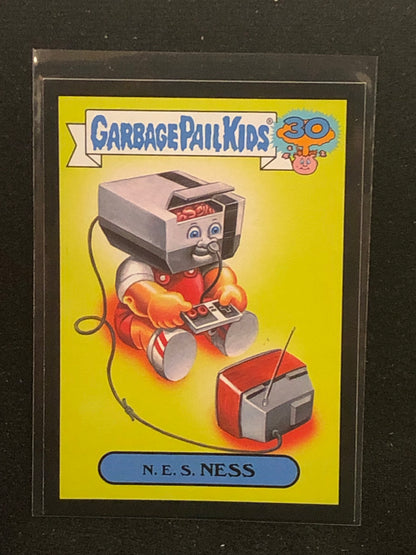 GARBAGE PAIL KIDS®
30
N. E. S. NESS